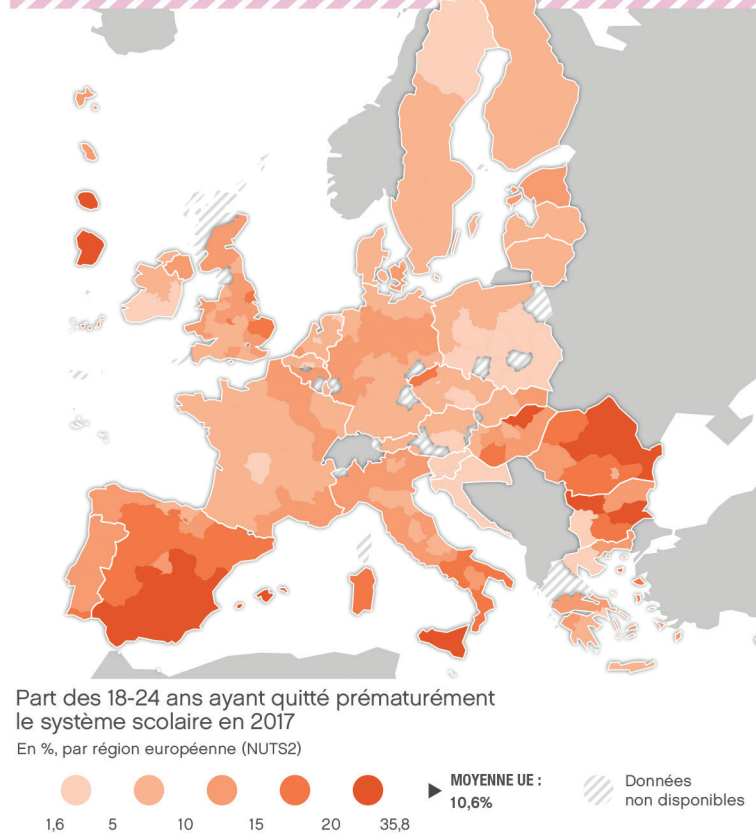 Part des 18-24 ans ayant quitté prématurément
le système scolaire en 2017
En %, par région européenne (NUTS2)
MOYENNE UE :
10,6%
Données
non disponibles
1,6 5 10 15 20 35,8